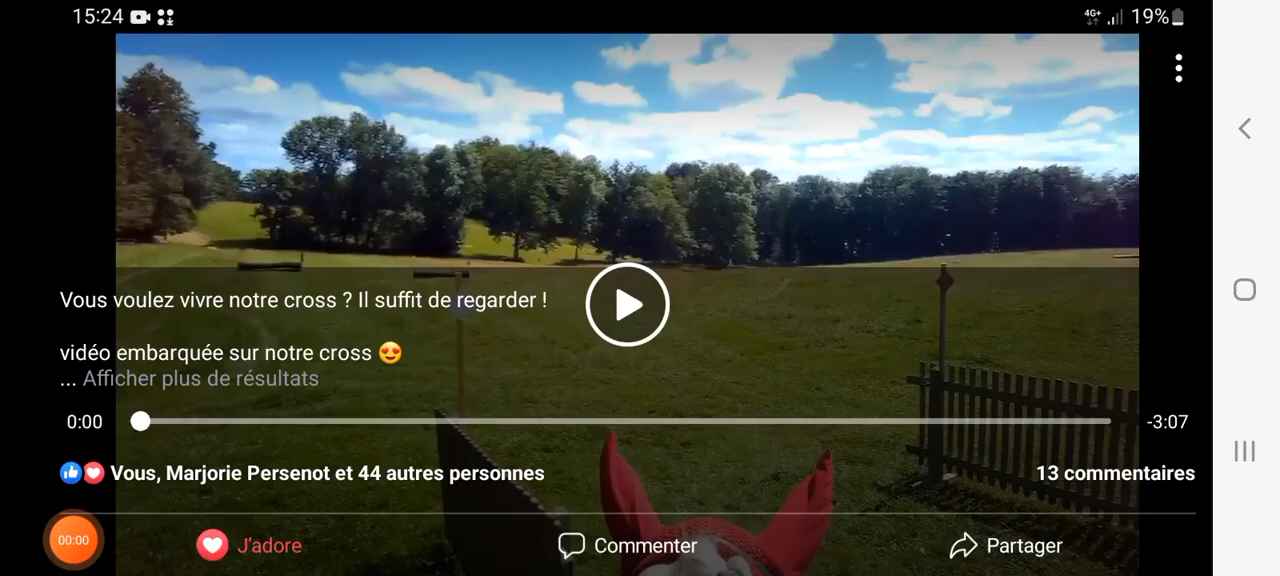 15:24
4G+
19%
Vous voulez vivre notre cross ? Il suffit de regarder !
vidéo embarquée sur notre cross 😍
... Afficher plus de résultats
0:00
-3:07
Vous, Marjorie Persenot et 44 autres personnes
13 commentaires
00:00
J'adore
Commenter
Partager